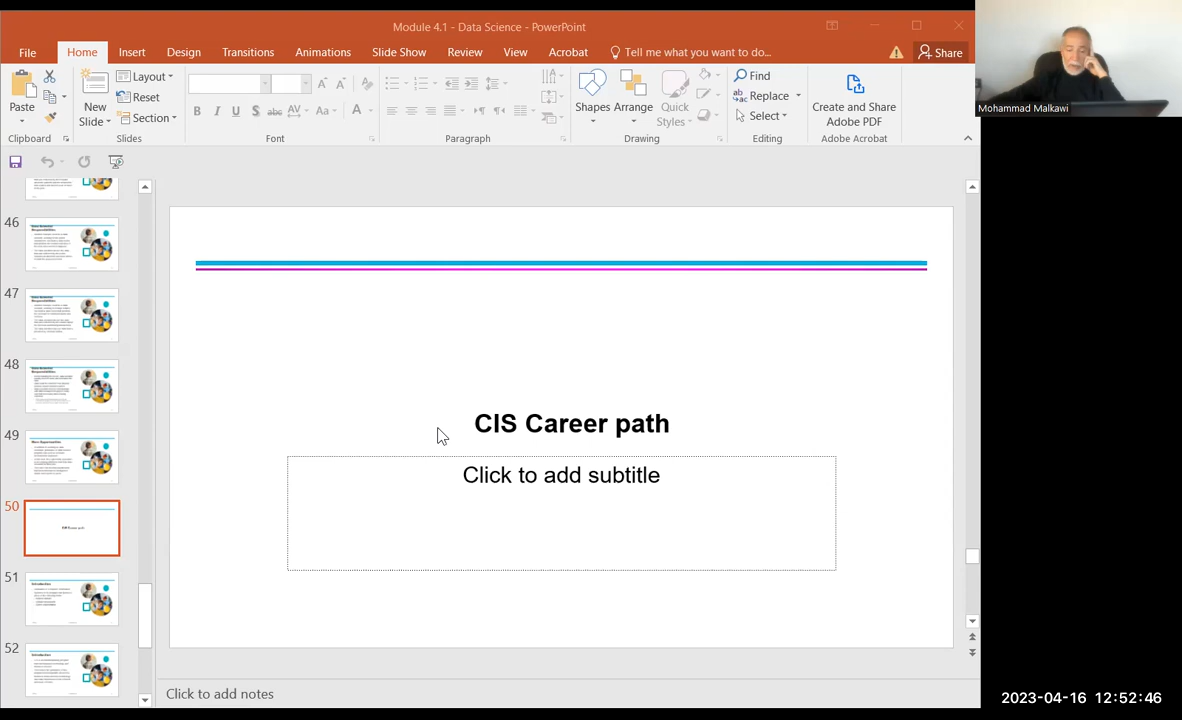 Module 4.1 - Data Science - PowerPoint
File Home Insert Design Transitions Animations Slide Show Review View Acrobat Tell me what you want to do... Share
Paste
Clipboard
New
Slide
Layout
Reset
Section
Slides
B I U S abc AV Aa A
Font
Paragraph
Shapes Arrange Quick
Styles
Drawing
Find
Replace
Select
Editing
Create and Share
Adobe PDF
Adobe Acrobat
Mohammad Malkawi
46
47
48
49
50
51
52
CIS Career path
Click to add subtitle
Click to add notes
2023-04-16 12:52:46